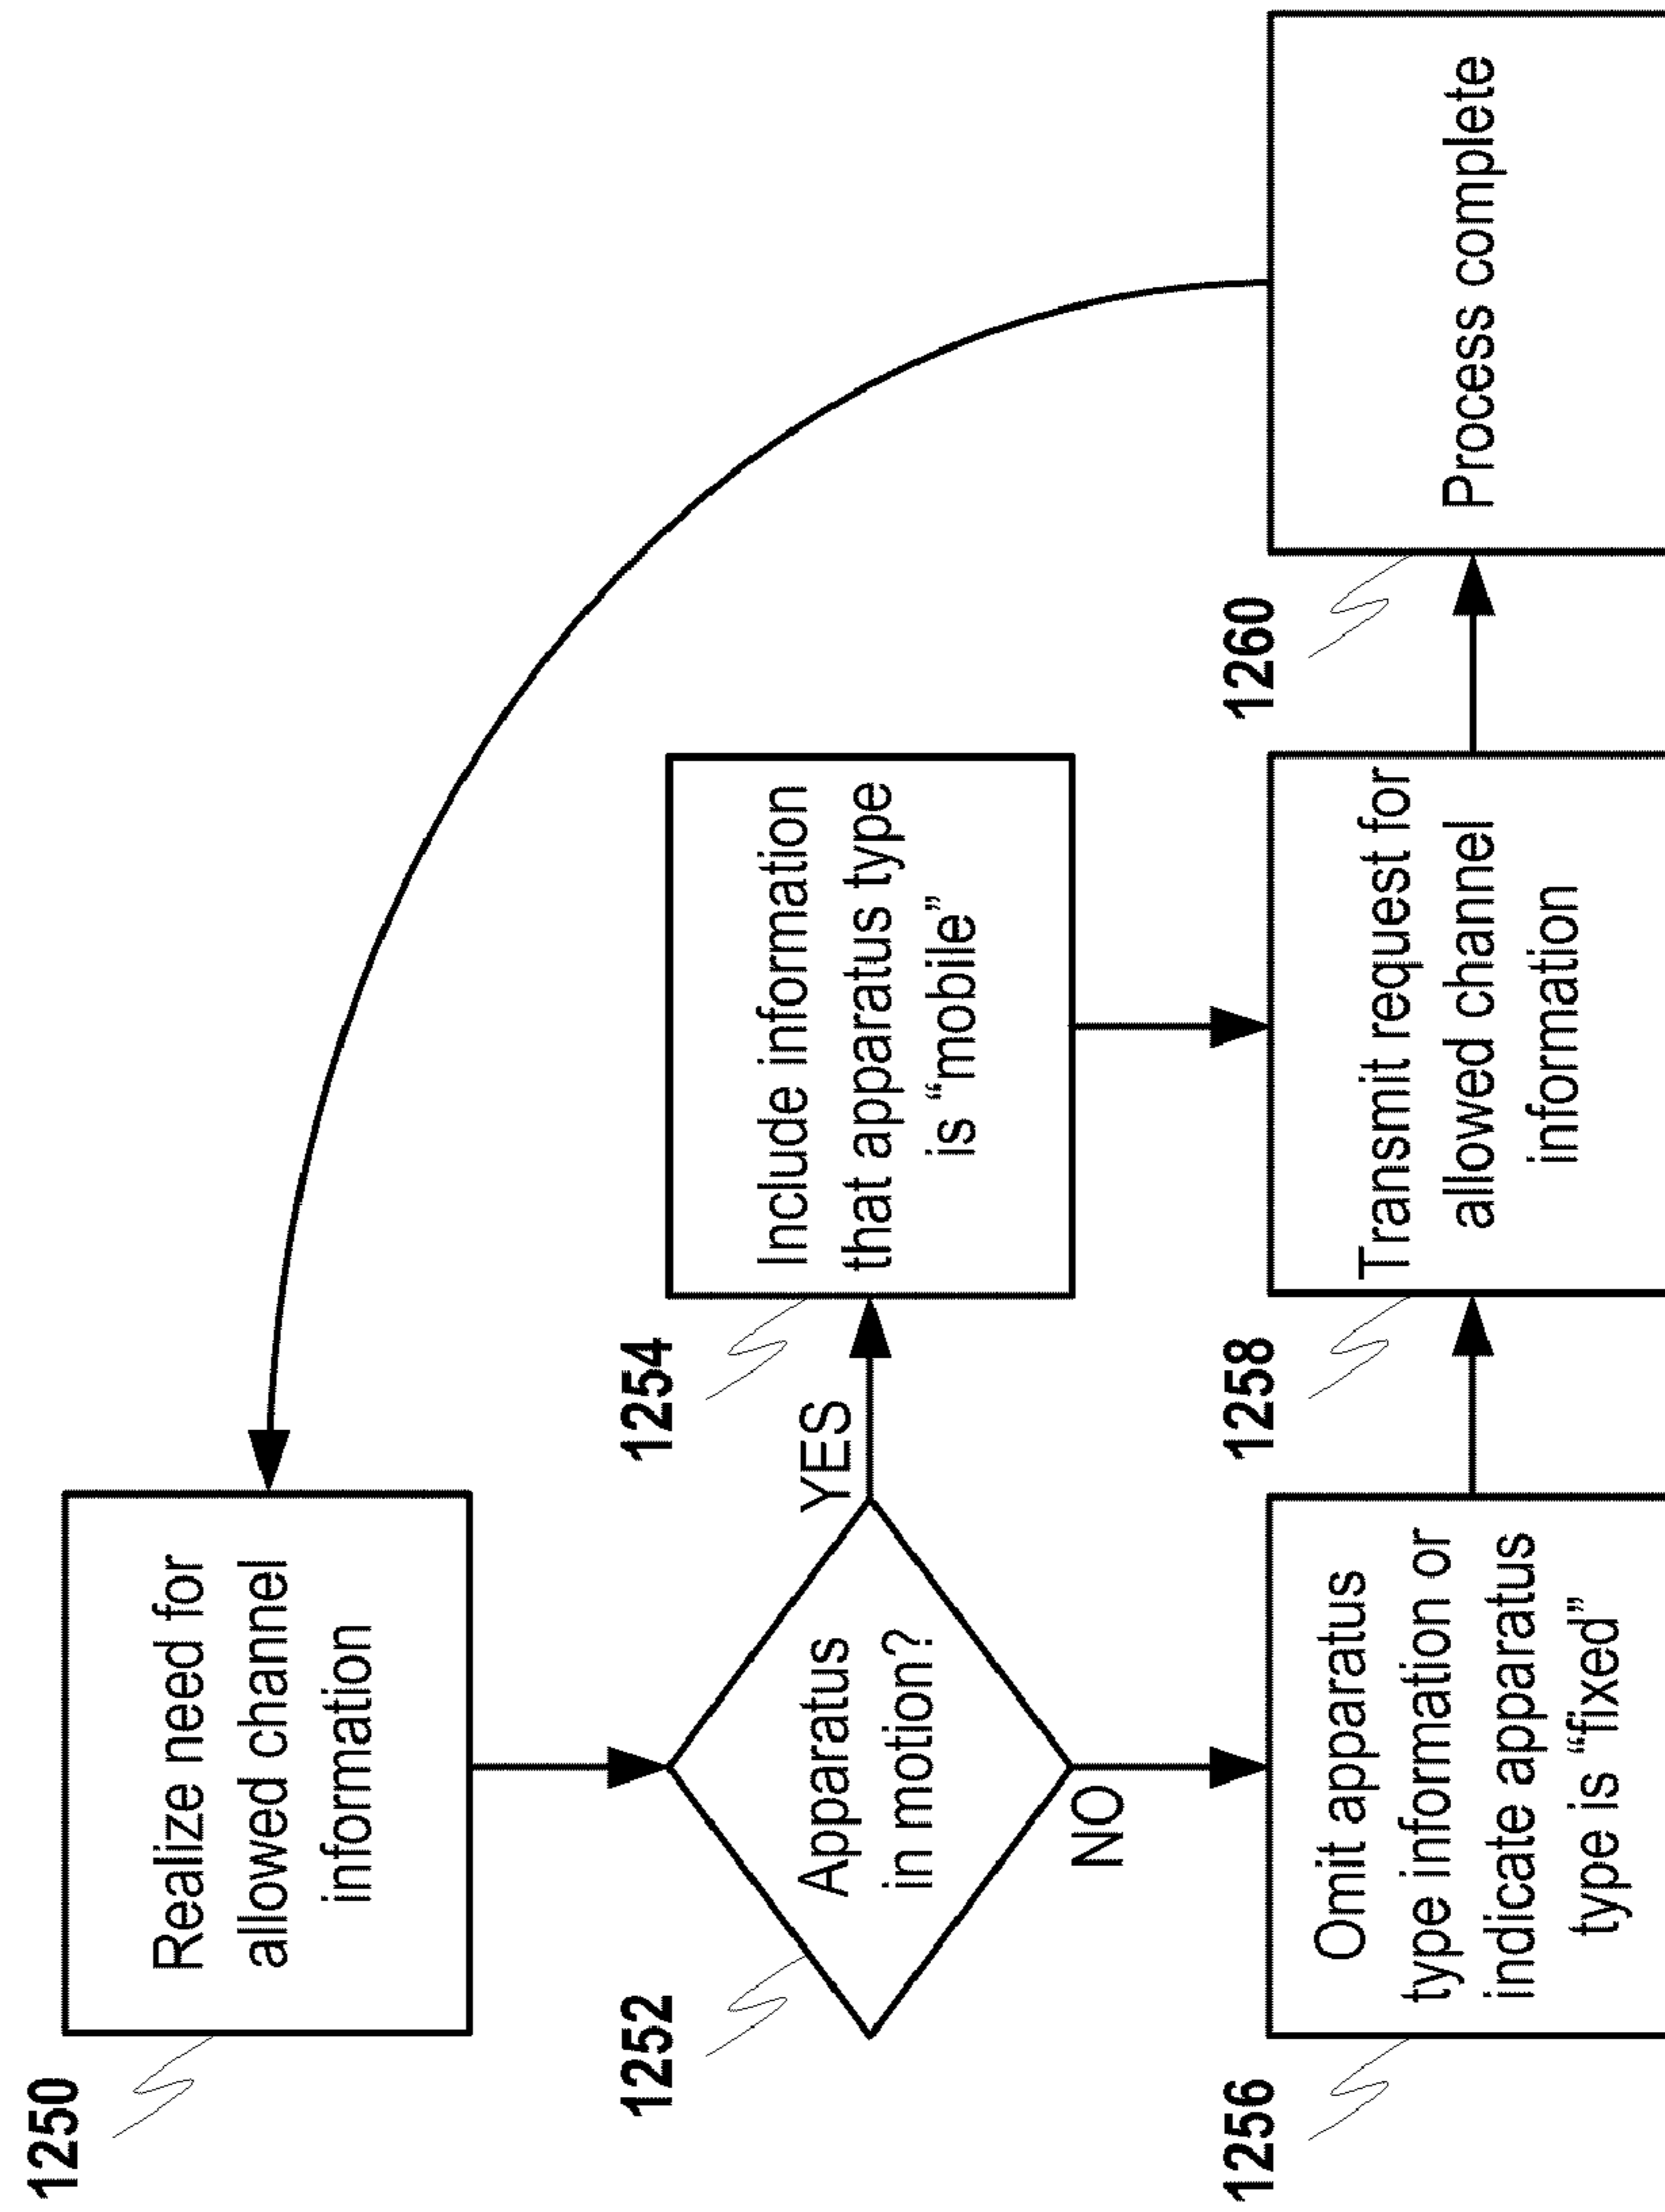 1250
Realize need for
allowed channel
information
1252
Apparatus
in motion?
YES
NO
1254
Include information
that apparatus type
is “mobile”
1256
Omit apparatus
type information or
indicate apparatus
type is “fixed”
1258
Transmit request for
allowed channel
information
1260
Process complete